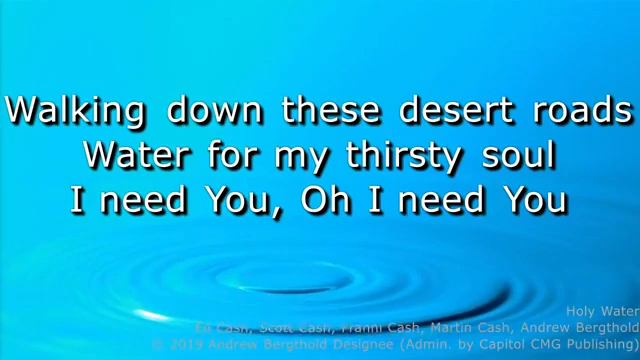 Walking down these desert roads
Water for my thirsty soul
I need You, Oh I need You
Holy Water
Ed Cash, Scott Cash, Franni Cash, Martin Cash, Andrew Bergthold
© 2019 Andrew Bergthold Designee (Admin. by Capitol CMG Publishing)